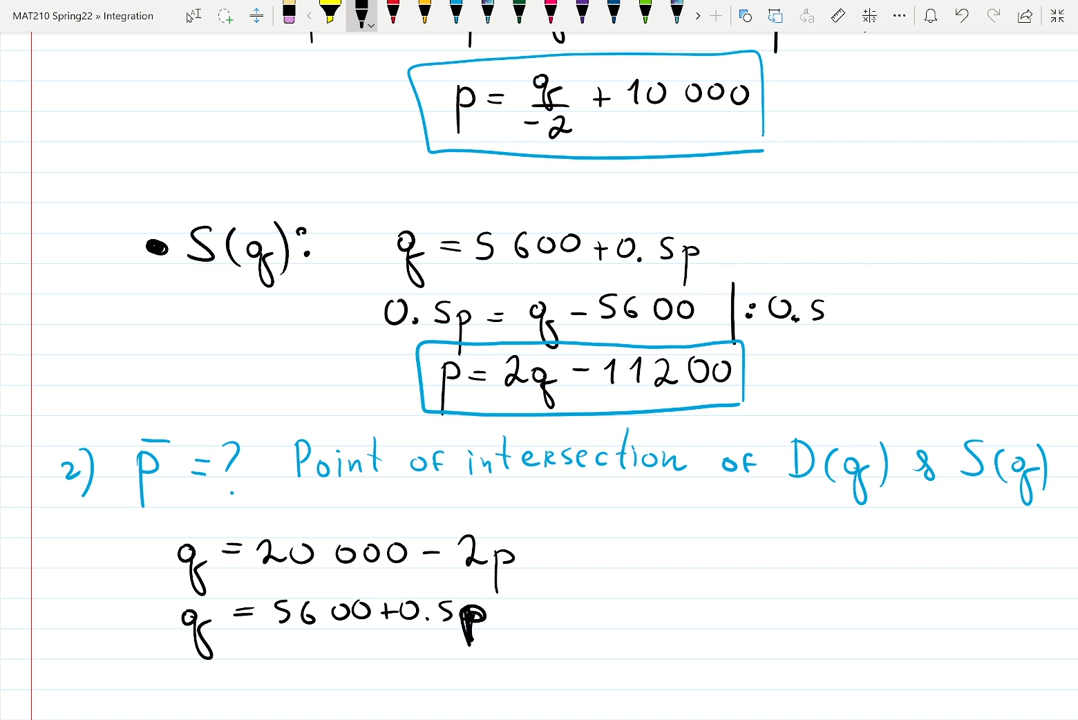 MAT210 Spring22 » Integration
p = q/-2 + 10 000
• S(q): q = 5 600 + 0.5p
0.5p = q - 5600 |: 0.5
p = 2q - 11200
2) p̄ = ? Point of intersection of D(q) & S(q)
q = 20 000 - 2p
q = 5600 + 0.5p